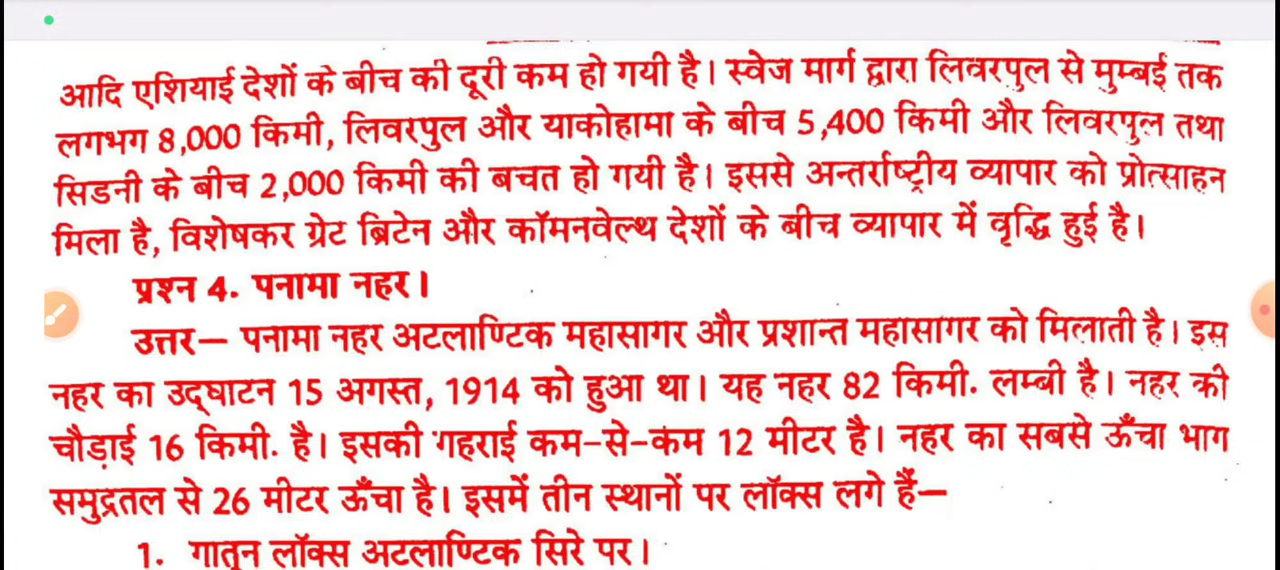 आदि एशियाई देशों के बीच की दूरी कम हो गयी है। स्वेज मार्ग द्वारा लिवरपुल से मुम्बई तक
लगभग 8,000 किमी, लिवरपुल और याकोहामा के बीच 5,400 किमी और लिवरपुल तथा
सिडनी के बीच 2,000 किमी की बचत हो गयी है। इससे अन्तर्राष्ट्रीय व्यापार को प्रोत्साहन
मिला है, विशेषकर ग्रेट ब्रिटेन और कॉमनवेल्थ देशों के बीच व्यापार में वृद्धि हुई है।
प्रश्न 4. पनामा नहर।
उत्तर— पनामा नहर अटलाण्टिक महासागर और प्रशान्त महासागर को मिलाती है। इस
नहर का उद्घाटन 15 अगस्त, 1914 को हुआ था। यह नहर 82 किमी. लम्बी है। नहर की
चौड़ाई 16 किमी. है। इसकी गहराई कम-से-कम 12 मीटर है। नहर का सबसे ऊँचा भाग
समुद्रतल से 26 मीटर ऊँचा है। इसमें तीन स्थानों पर लॉक्स लगे हैं—
1. गातून लॉक्स अटलाण्टिक सिरे पर।